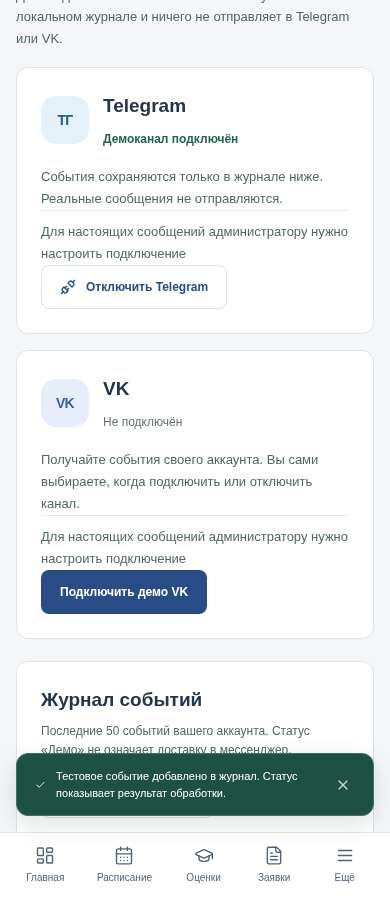 локальном журнале и ничего не отправляет в Telegram
или VK.
ТГ
Telegram
Демоканал подключён
События сохраняются только в журнале ниже.
Реальные сообщения не отправляются.
Для настоящих сообщений администратору нужно
настроить подключение
Отключить Telegram
VK
VK
Не подключён
Получайте события своего аккаунта. Вы сами
выбираете, когда подключить или отключить
канал.
Для настоящих сообщений администратору нужно
настроить подключение
Подключить демо VK
Журнал событий
Последние 50 событий вашего аккаунта. Статус
«Демо» не означает доставку в мессенджер.
Тестовое событие добавлено в журнал. Статус
показывает результат обработки.
Главная
Расписание
Оценки
Заявки
Ещё